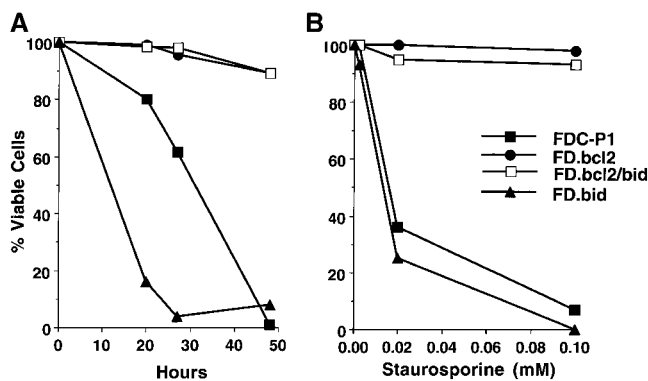 A
% Viable Cells
100
80
60
40
20
0
0
10
20
30
40
50
Hours
B
100
80
60
40
20
0
0.00
0.02
0.04
0.06
0.08
0.10
Staurosporine (mM)
FDC-P1
FD.bcl2
FD.bcl2/bid
FD.bid